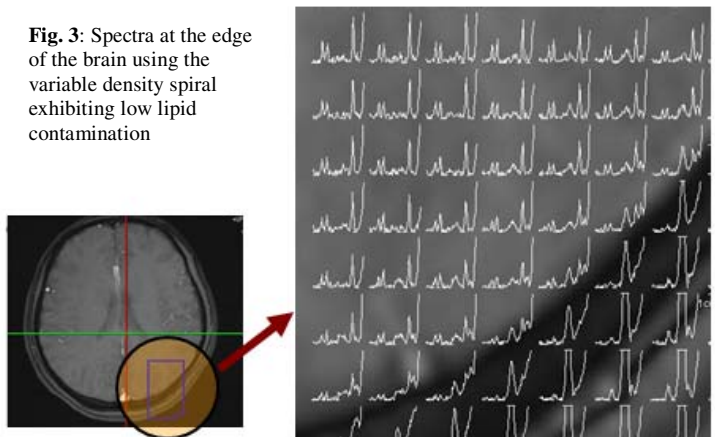 Fig. 3: Spectra at the edge
of the brain using the
variable density spiral
exhibiting low lipid
contamination